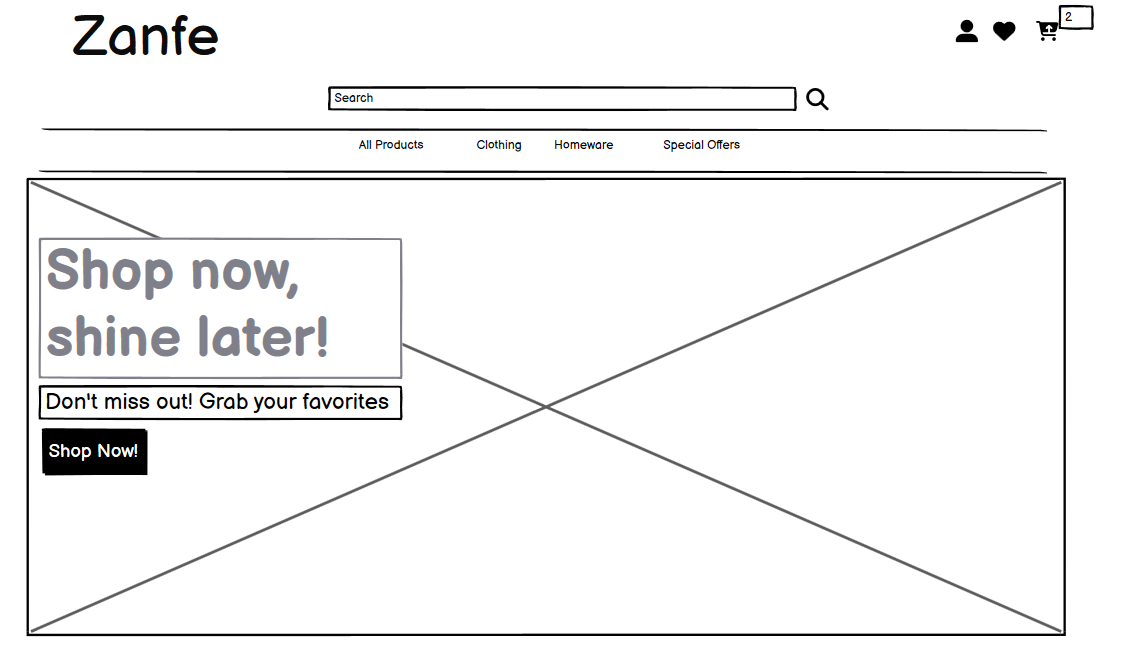 Zanfe
2
Search
All Products Clothing Homeware Special Offers
Shop now,
shine later!
Don't miss out! Grab your favorites
Shop Now!